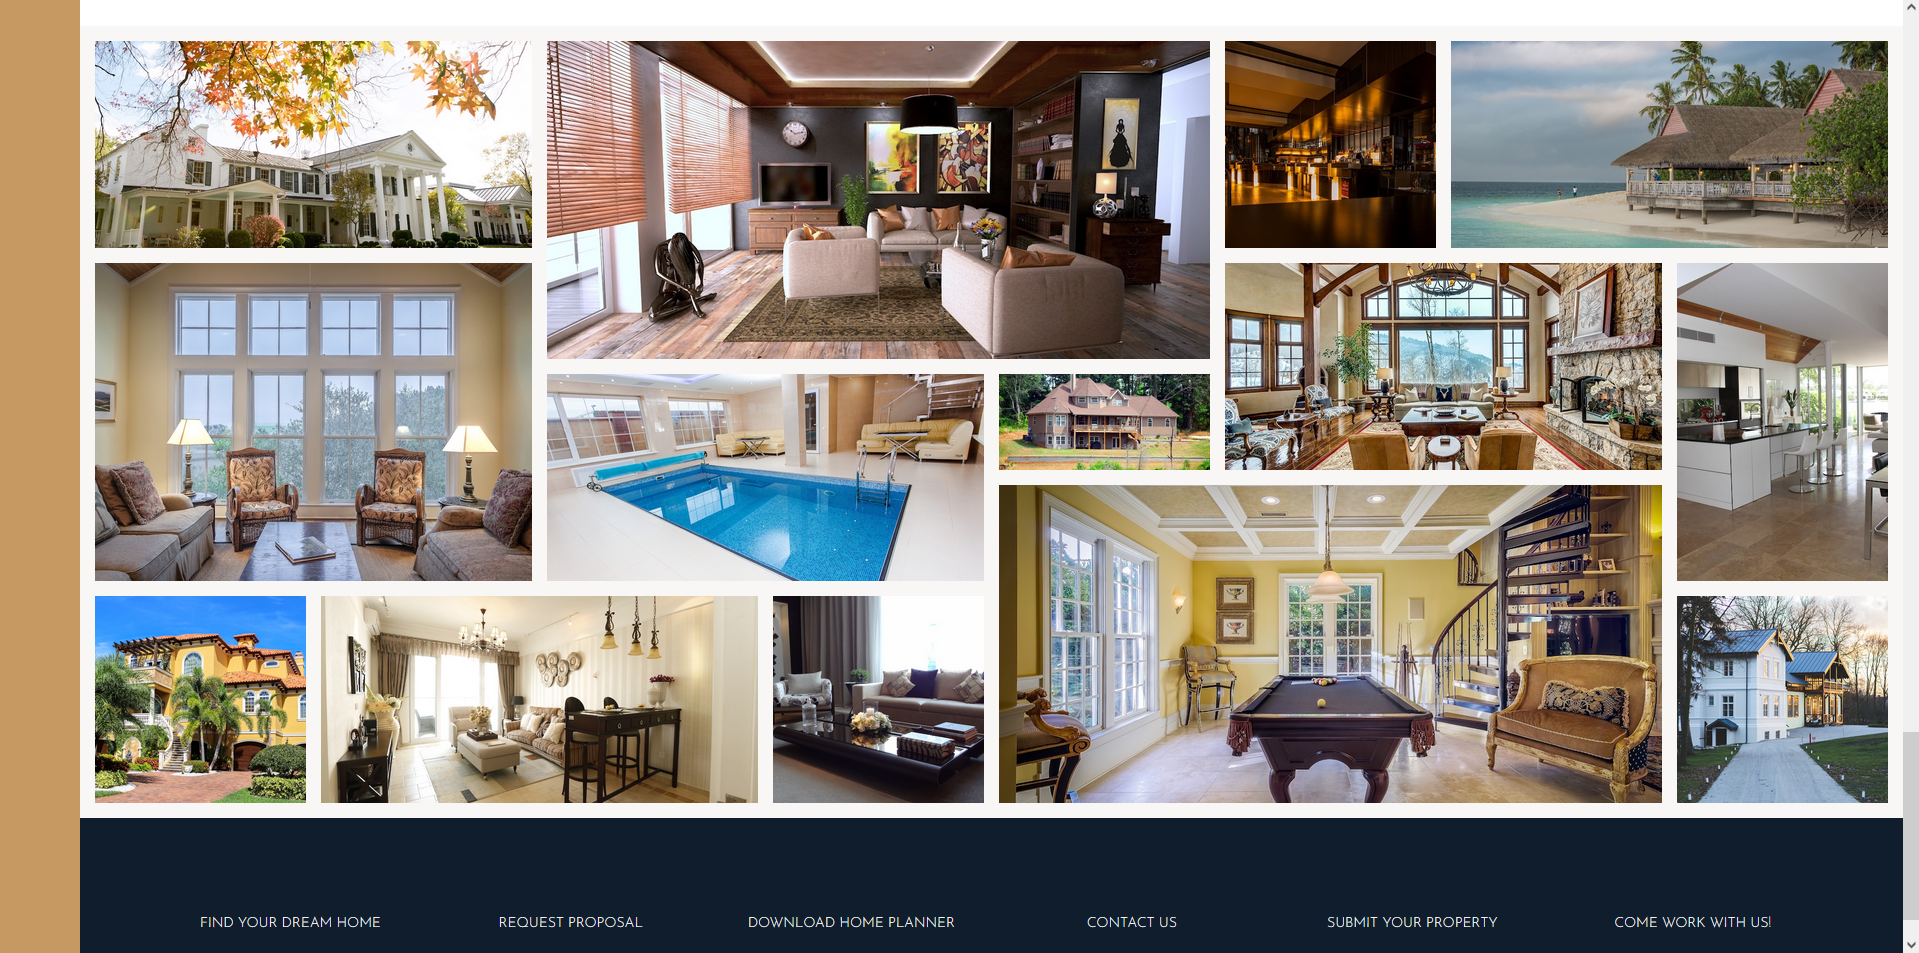 FIND YOUR DREAM HOME
REQUEST PROPOSAL
DOWNLOAD HOME PLANNER
CONTACT US
SUBMIT YOUR PROPERTY
COME WORK WITH US!